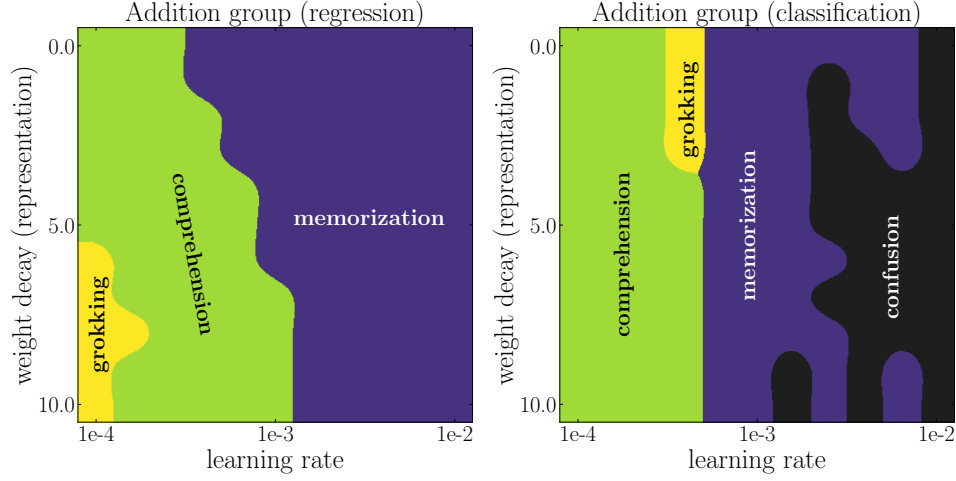 Addition group (regression)
weight decay (representation)
0.0
5.0
10.0
comprehension
memorization
grokking
1e-4
1e-3
1e-2
learning rate
Addition group (classification)
weight decay (representation)
0.0
5.0
10.0
grokking
comprehension
memorization
confusion
1e-4
1e-3
1e-2
learning rate